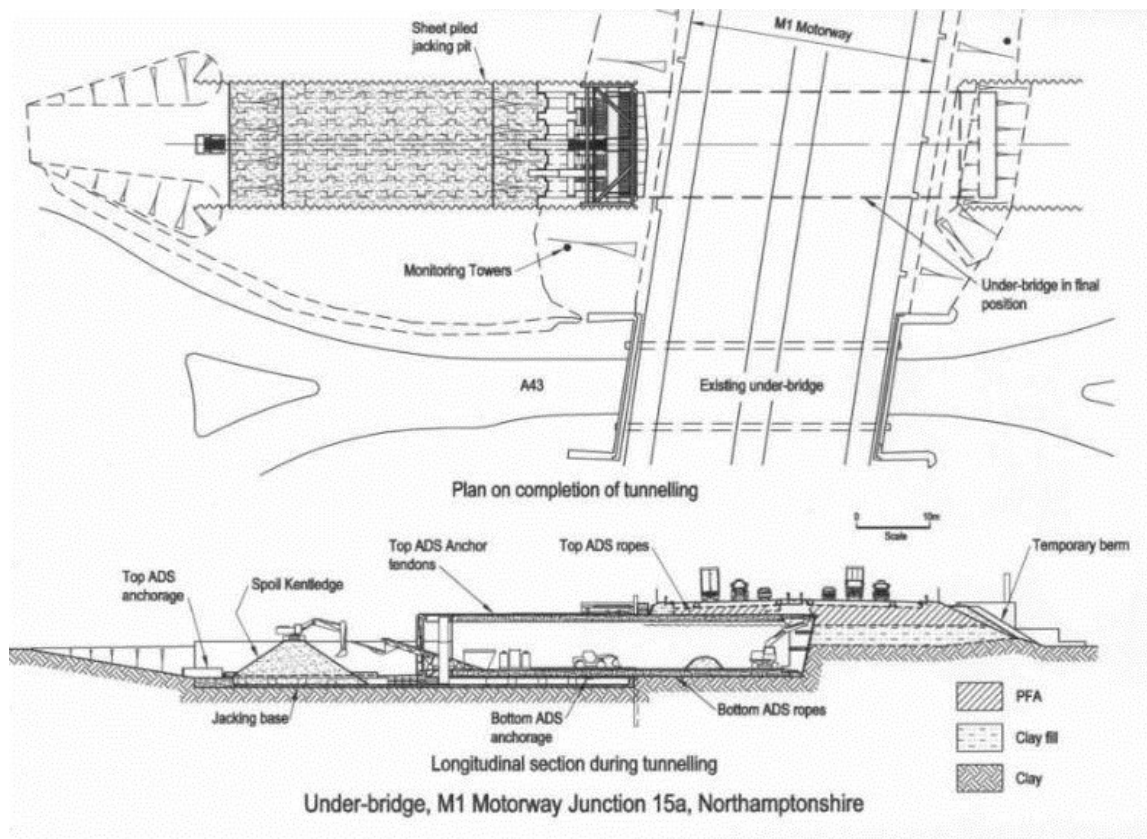 Sheet piled
jacking pit
M1 Motorway
Monitoring Towers
Under-bridge in final
position
A43
Existing under-bridge
Plan on completion of tunnelling
0
10m
Scale
Top ADS Anchor
tendons
Top ADS ropes
Temporary berm
Top ADS
anchorage
Spoil Kentledge
Jacking base
Bottom ADS
anchorage
Bottom ADS ropes
PFA
Clay fill
Clay
Longitudinal section during tunnelling
Under-bridge, M1 Motorway Junction 15a, Northamptonshire